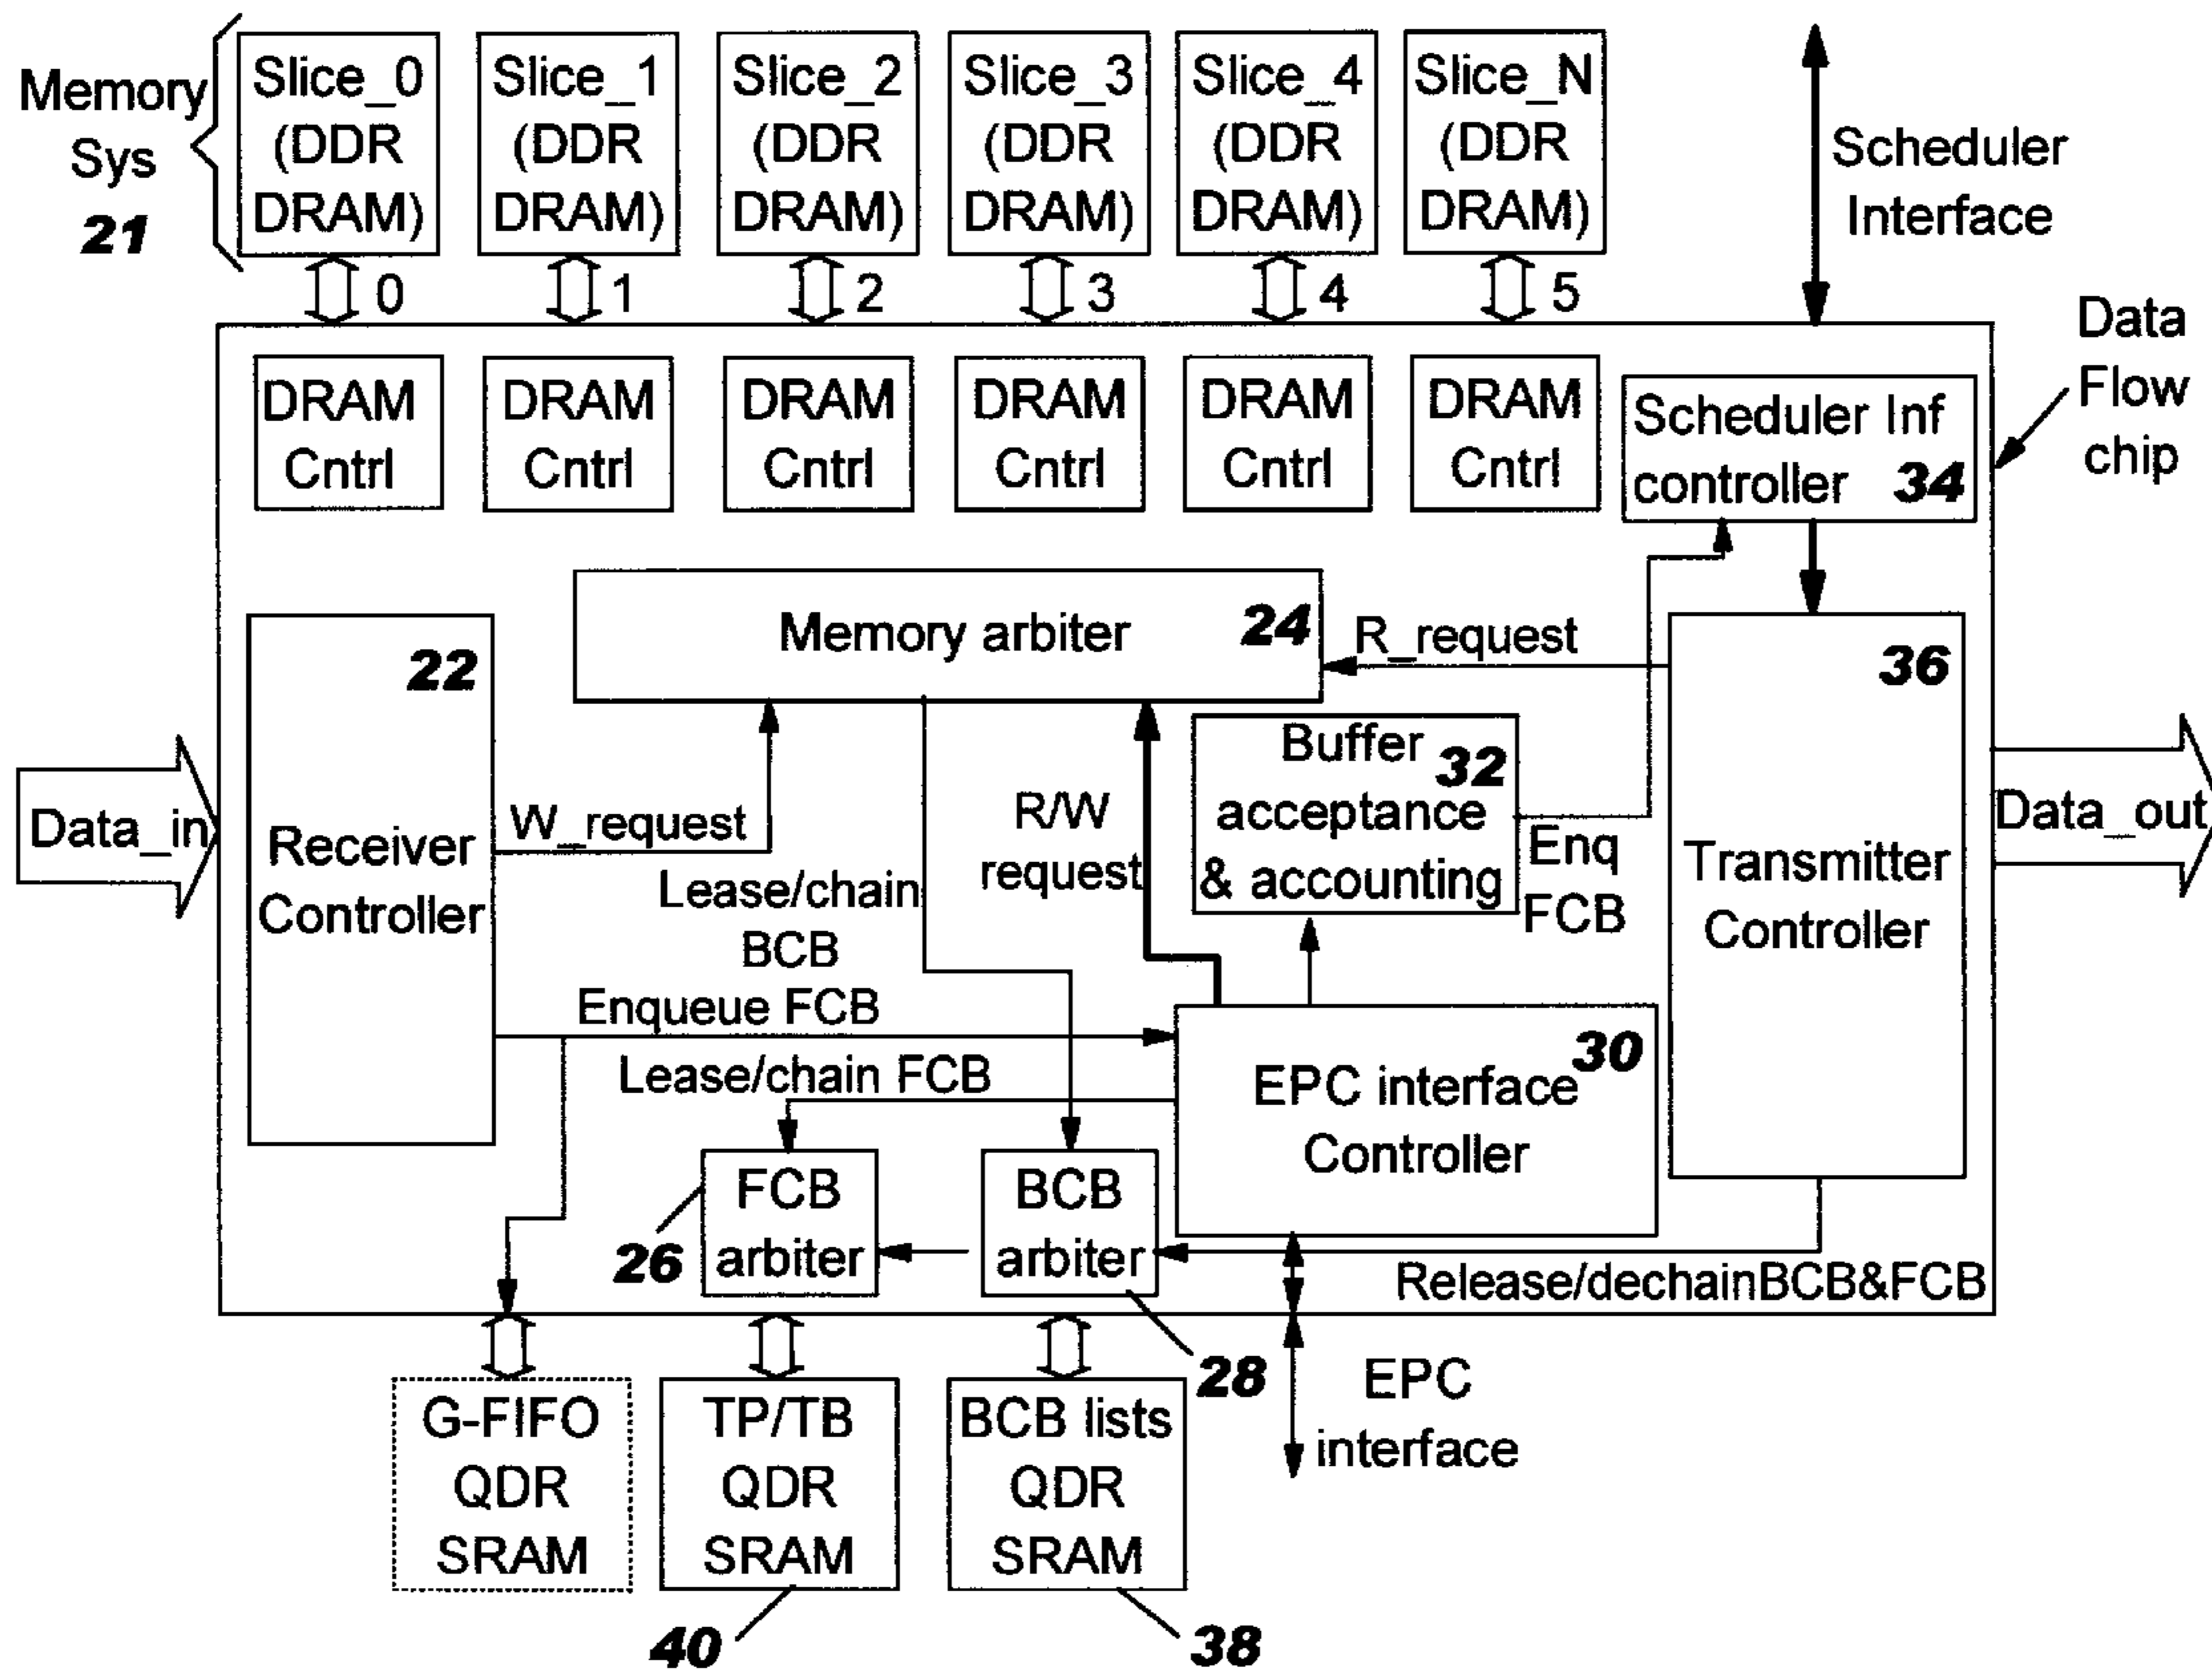 Memory
Sys
21
Slice_0
(DDR
DRAM)
Slice_1
(DDR
DRAM)
Slice_2
(DDR
DRAM)
Slice_3
(DDR
DRAM)
Slice_4
(DDR
DRAM)
Slice_N
(DDR
DRAM)
Scheduler
Interface
0
1
2
3
4
5
Data
Flow
chip
DRAM
Cntrl
DRAM
Cntrl
DRAM
Cntrl
DRAM
Cntrl
DRAM
Cntrl
DRAM
Cntrl
Scheduler Inf
controller 34
Memory arbiter 24
R_request
22
Receiver
Controller
36
Transmitter
Controller
Data_in
Data_out
W_request
Lease/chain
BCB
R/W
request
Buffer 32
acceptance
& accounting
Enq
FCB
Enqueue FCB
Lease/chain FCB
30
EPC interface
Controller
FCB
arbiter
26
BCB
arbiter
28
Release/dechainBCB&FCB
G-FIFO
QDR
SRAM
TP/TB
QDR
SRAM
40
BCB lists
QDR
SRAM
38
EPC
interface